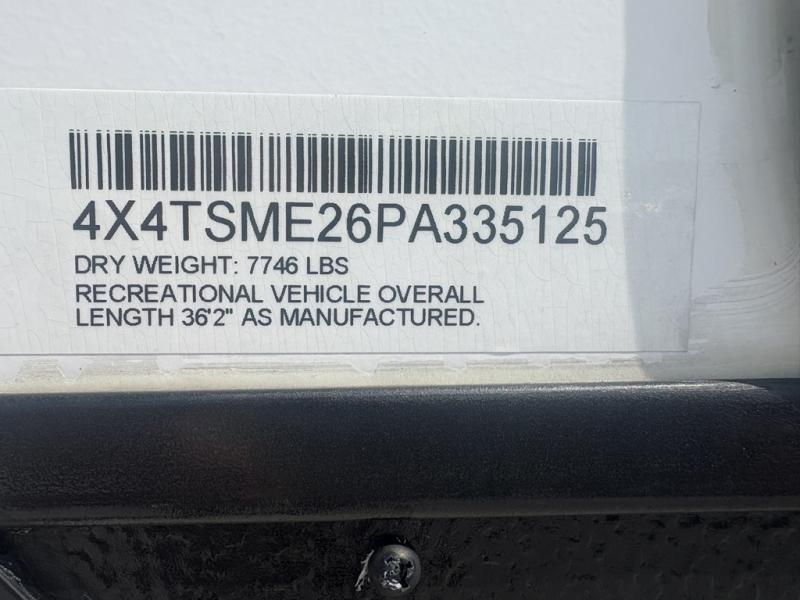 4X4TSME26PA335125
DRY WEIGHT: 7746 LBS
RECREATIONAL VEHICLE OVERALL
LENGTH 36'2" AS MANUFACTURED.